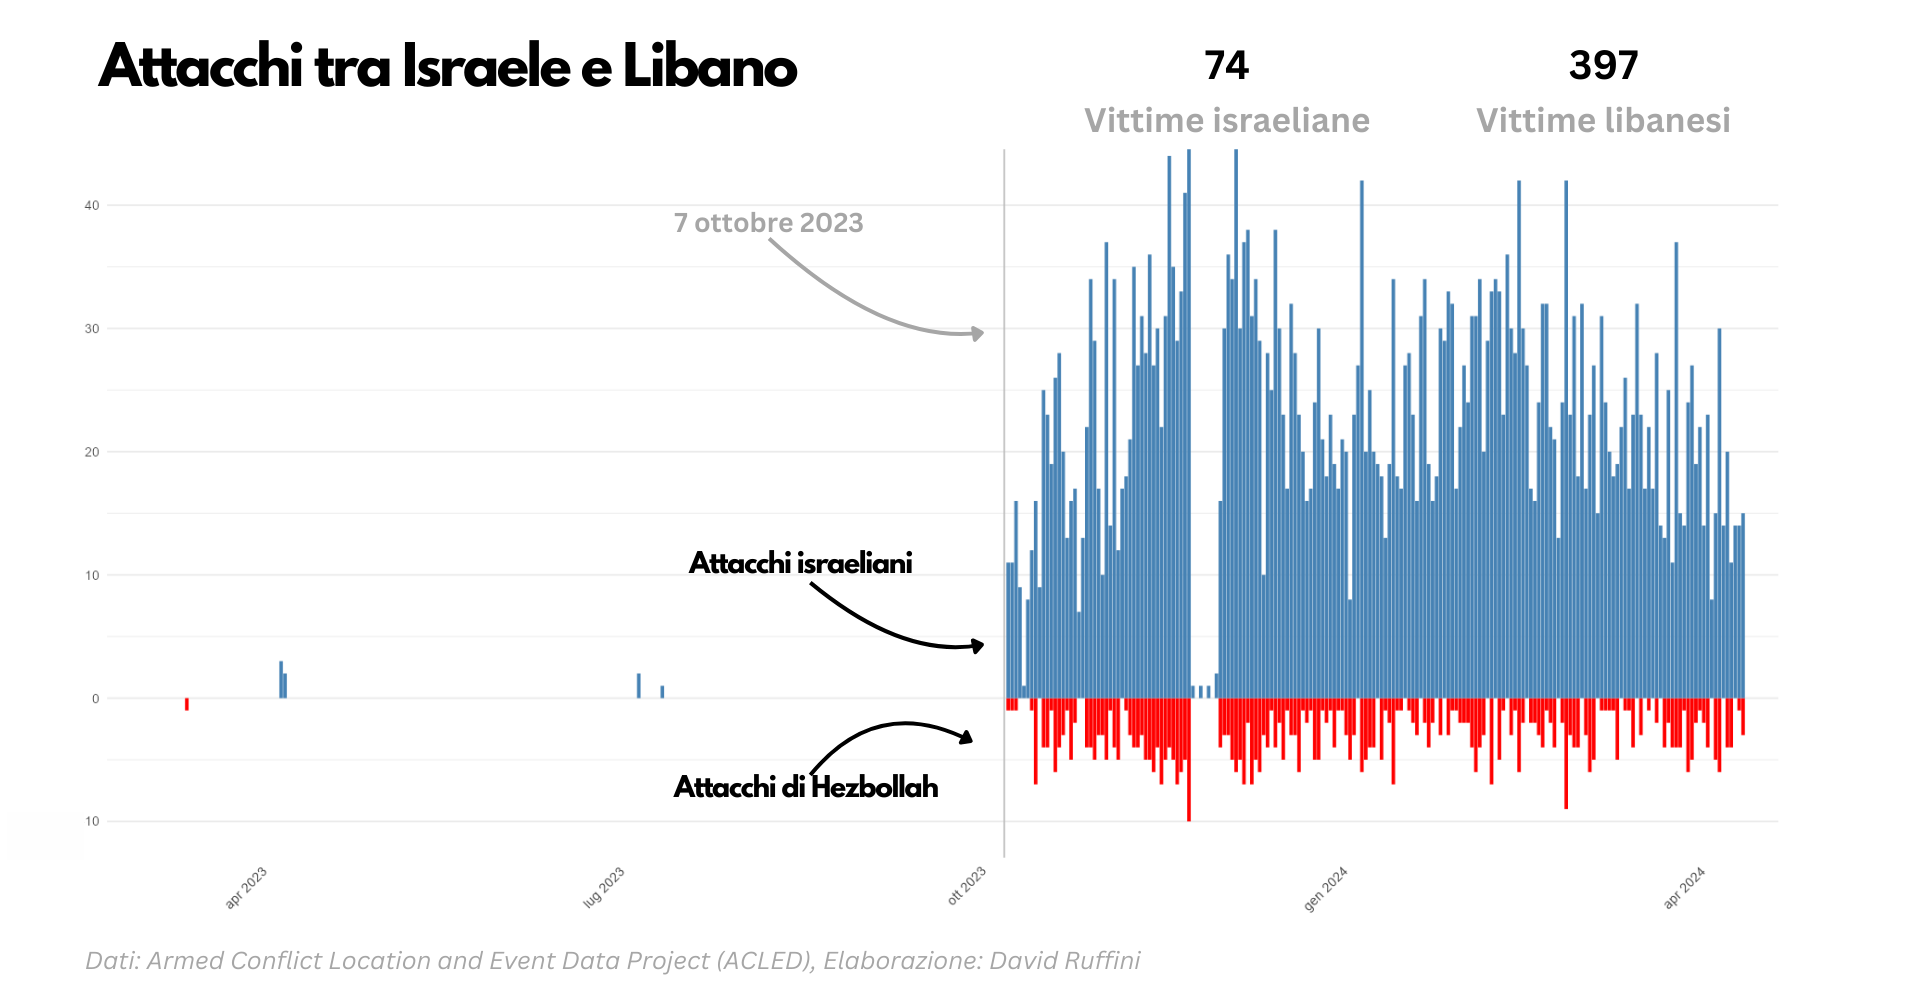 Attacchi tra Israele e Libano
74
397
Vittime israeliane
Vittime libanesi
40
7 ottobre 2023
30
20
10
Attacchi israeliani
0
Attacchi di Hezbollah
10
apr 2023
lug 2023
ott 2023
gen 2024
apr 2024
Dati: Armed Conflict Location and Event Data Project (ACLED), Elaborazione: David Ruffini